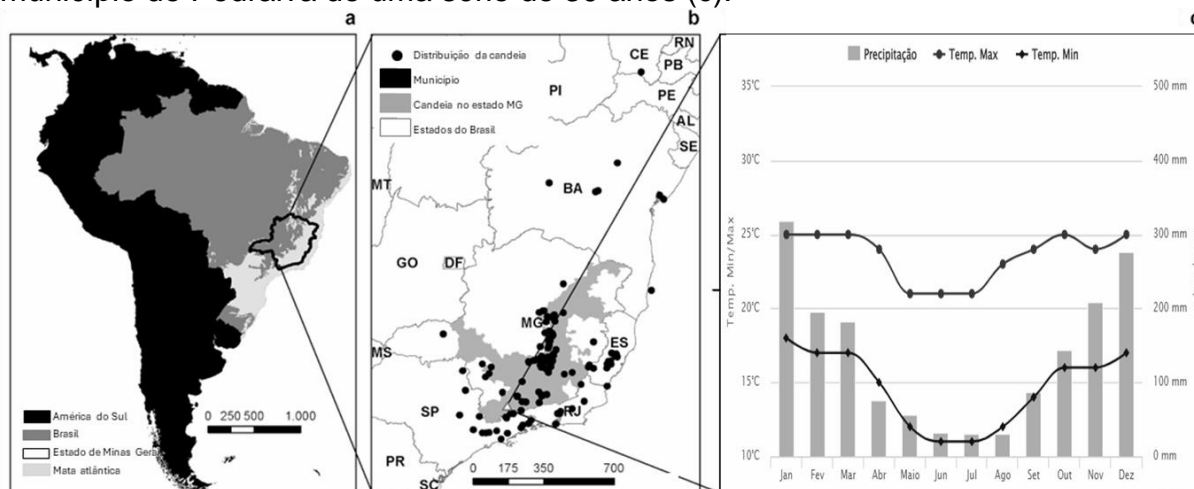 município de Pedralva de uma série de 30 anos (c).
a
b
Distribuição da candeia
Município
Candeia no estado MG
Estados do Brasil
RN
CE
PB
PI
PE
AL
SE
MT
BA
GO
DF
MG
ES
MS
SP
RJ
PR
SC
0 175 350 700
América do Sul
Brasil
Estado de Minas Gerai
Mata atlântica
0 250 500 1.000
Precipitação Temp. Max Temp. Min
35°C
30°C
25°C
20°C
15°C
10°C
Temp. Min/Max
500 mm
400 mm
300 mm
200 mm
100 mm
0 mm
Jan Fev Mar Abr Maio Jun Jul Ago Set Out Nov Dez